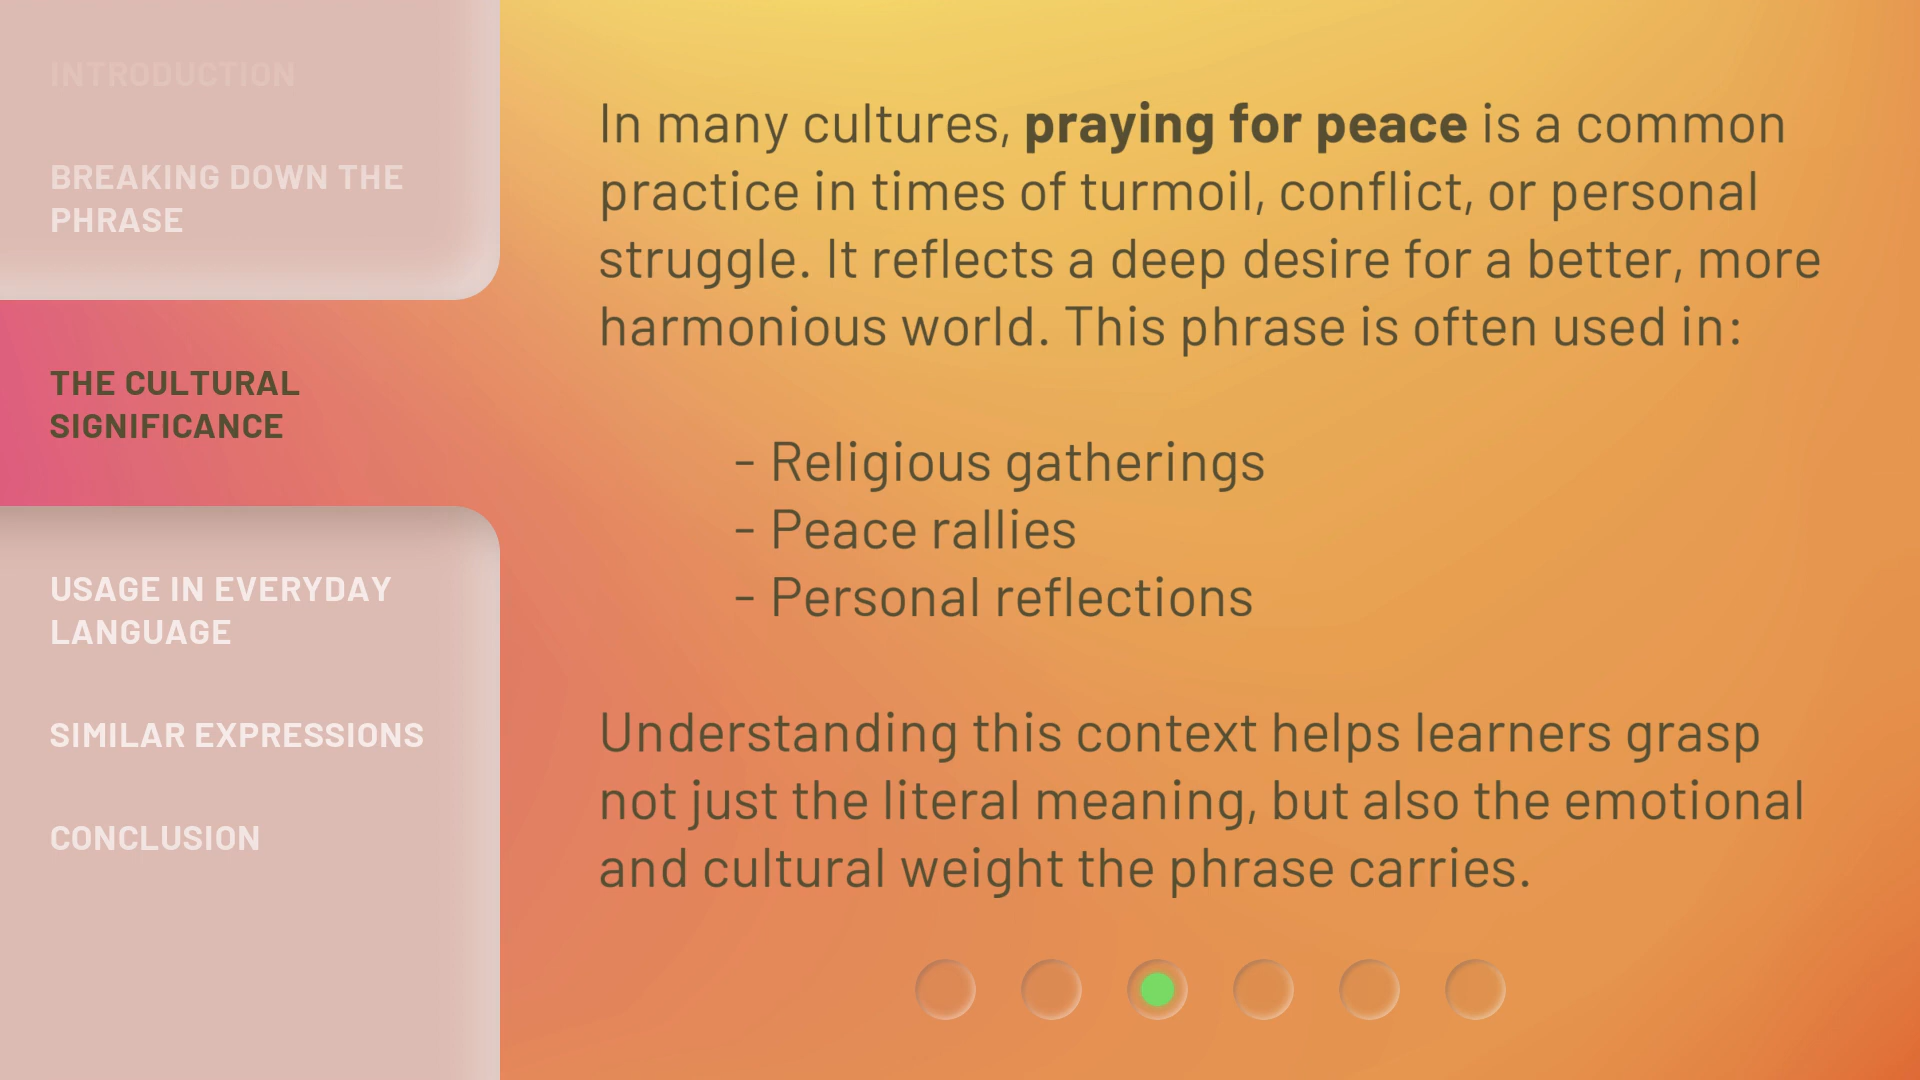 INTRODUCTION
BREAKING DOWN THE
PHRASE
THE CULTURAL
SIGNIFICANCE
USAGE IN EVERYDAY
LANGUAGE
SIMILAR EXPRESSIONS
CONCLUSION
In many cultures, praying for peace is a common
practice in times of turmoil, conflict, or personal
struggle. It reflects a deep desire for a better, more
harmonious world. This phrase is often used in:
- Religious gatherings
- Peace rallies
- Personal reflections
Understanding this context helps learners grasp
not just the literal meaning, but also the emotional
and cultural weight the phrase carries.